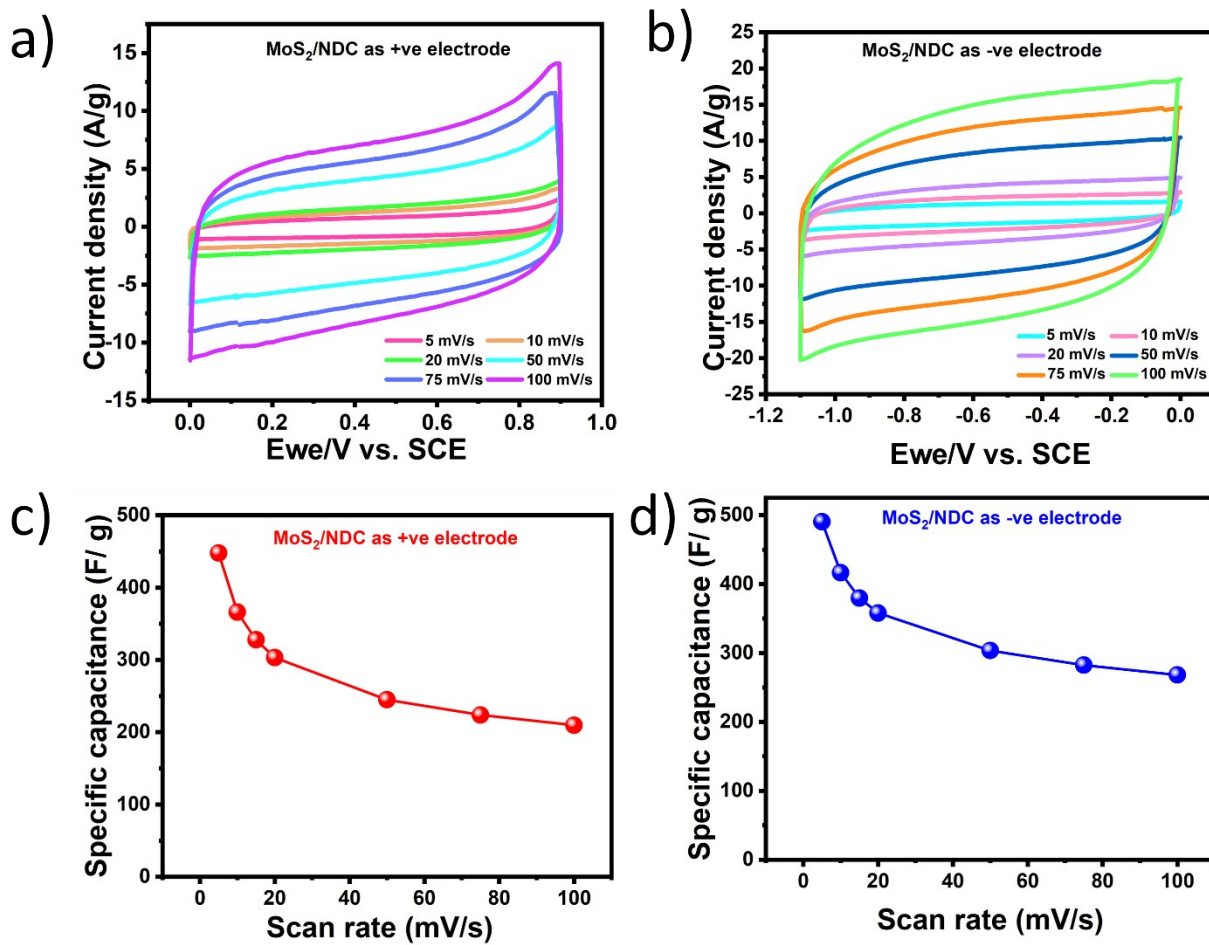 a)
MoS₂/NDC as +ve electrode
Current density (A/g)
15
10
5
0
-5
-10
-15
5 mV/s 10 mV/s
20 mV/s 50 mV/s
75 mV/s 100 mV/s
0.0 0.2 0.4 0.6 0.8 1.0
Ewe/V vs. SCE
b)
MoS₂/NDC as -ve electrode
Current density (A/g)
25
20
15
10
5
0
-5
-10
-15
-20
-25
5 mV/s 10 mV/s
20 mV/s 50 mV/s
75 mV/s 100 mV/s
-1.2 -1.0 -0.8 -0.6 -0.4 -0.2 0.0
Ewe/V vs. SCE
c)
MoS₂/NDC as +ve electrode
Specific capacitance (F/ g)
500
400
300
200
100
0
0 20 40 60 80 100
Scan rate (mV/s)
d)
MoS₂/NDC as -ve electrode
Specific capacitance (F/ g)
500
400
300
200
100
0
0 20 40 60 80 100
Scan rate (mV/s)